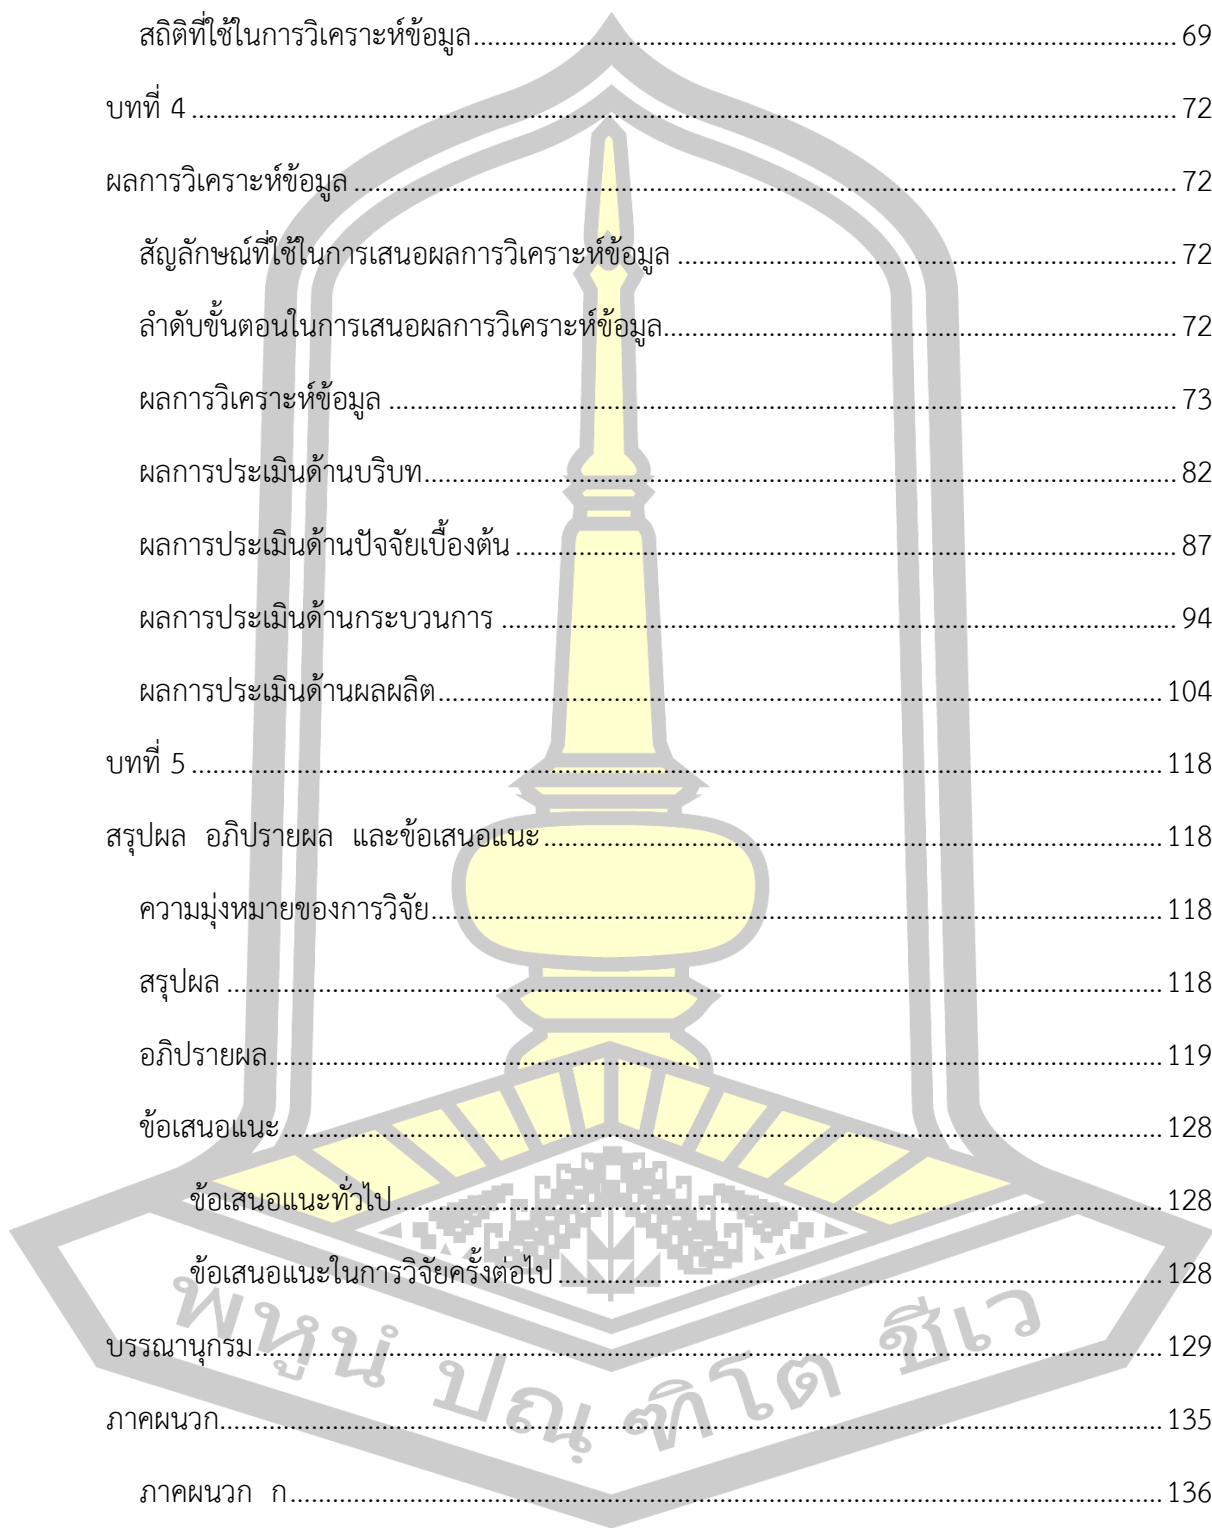 สถิติที่ใช้ในการวิเคราะห์ข้อมูล 69
บทที่ 4 72
ผลการวิเคราะห์ข้อมูล 72
สัญลักษณ์ที่ใช้ในการเสนอผลการวิเคราะห์ข้อมูล 72
ลำดับขั้นตอนในการเสนอผลการวิเคราะห์ข้อมูล 72
ผลการวิเคราะห์ข้อมูล 73
ผลการประเมินด้านบริบท 82
ผลการประเมินด้านปัจจัยเบื้องต้น 87
ผลการประเมินด้านกระบวนการ 94
ผลการประเมินด้านผลผลิต 104
บทที่ 5 118
สรุปผล อภิปรายผล และข้อเสนอแนะ 118
ความมุ่งหมายของการวิจัย 118
สรุปผล 118
อภิปรายผล 119
ข้อเสนอแนะ 128
ข้อเสนอแนะทั่วไป 128
ข้อเสนอแนะในการวิจัยครั้งต่อไป 128
บรรณานุกรม 129
ภาคผนวก 135
ภาคผนวก ก 136
พหูนํ ปณฺฑิโต ชีเว